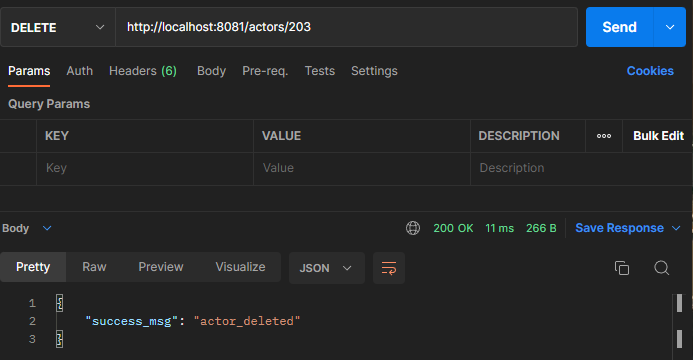 DELETE http://localhost:8081/actors/203 Send
Params Auth Headers (6) Body Pre-req. Tests Settings Cookies
Query Params
KEY VALUE DESCRIPTION Bulk Edit
Key Value Description
Body 200 OK 11 ms 266 B Save Response
Pretty Raw Preview Visualize JSON
1 {
2 "success_msg": "actor_deleted"
3 }